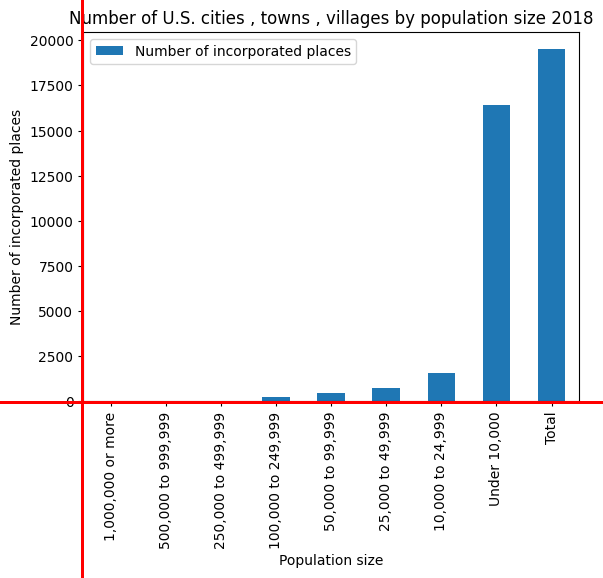 Number of U.S. cities , towns , villages by population size 2018
Number of incorporated places
Number of incorporated places
20000
17500
15000
12500
10000
7500
5000
2500
0
1,000,000 or more
500,000 to 999,999
250,000 to 499,999
100,000 to 249,999
50,000 to 99,999
25,000 to 49,999
10,000 to 24,999
Under 10,000
Total
Population size